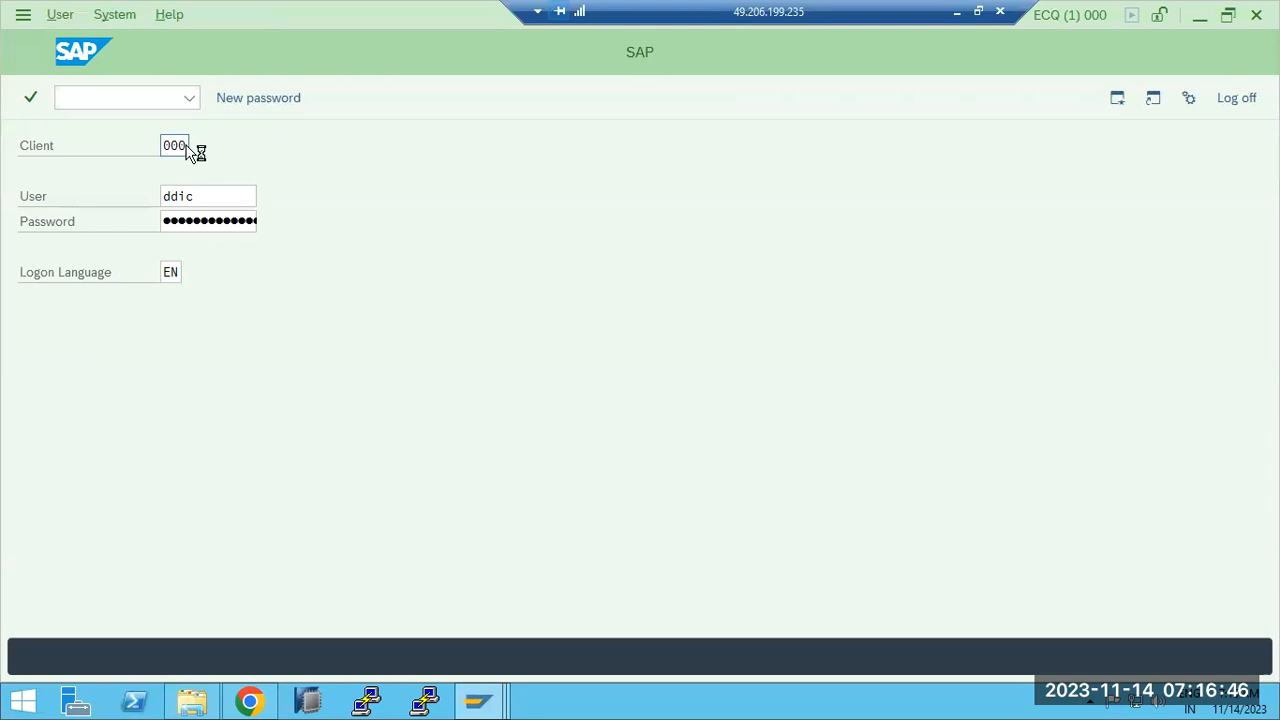 User System Help 49.206.199.235 ECQ (1) 000
SAP SAP
New password Log off
Client 000
User ddic
Password ●●●●●●●●●●●●●
Logon Language EN
2023-11-14 07:16:46
IN 11/14/2023